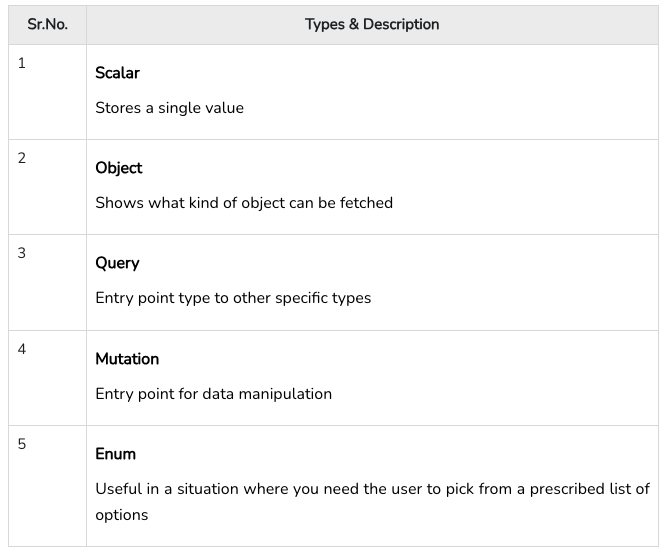 Sr.No. Types & Description
1
Scalar
Stores a single value
2
Object
Shows what kind of object can be fetched
3
Query
Entry point type to other specific types
4
Mutation
Entry point for data manipulation
5
Enum
Useful in a situation where you need the user to pick from a prescribed list of
options